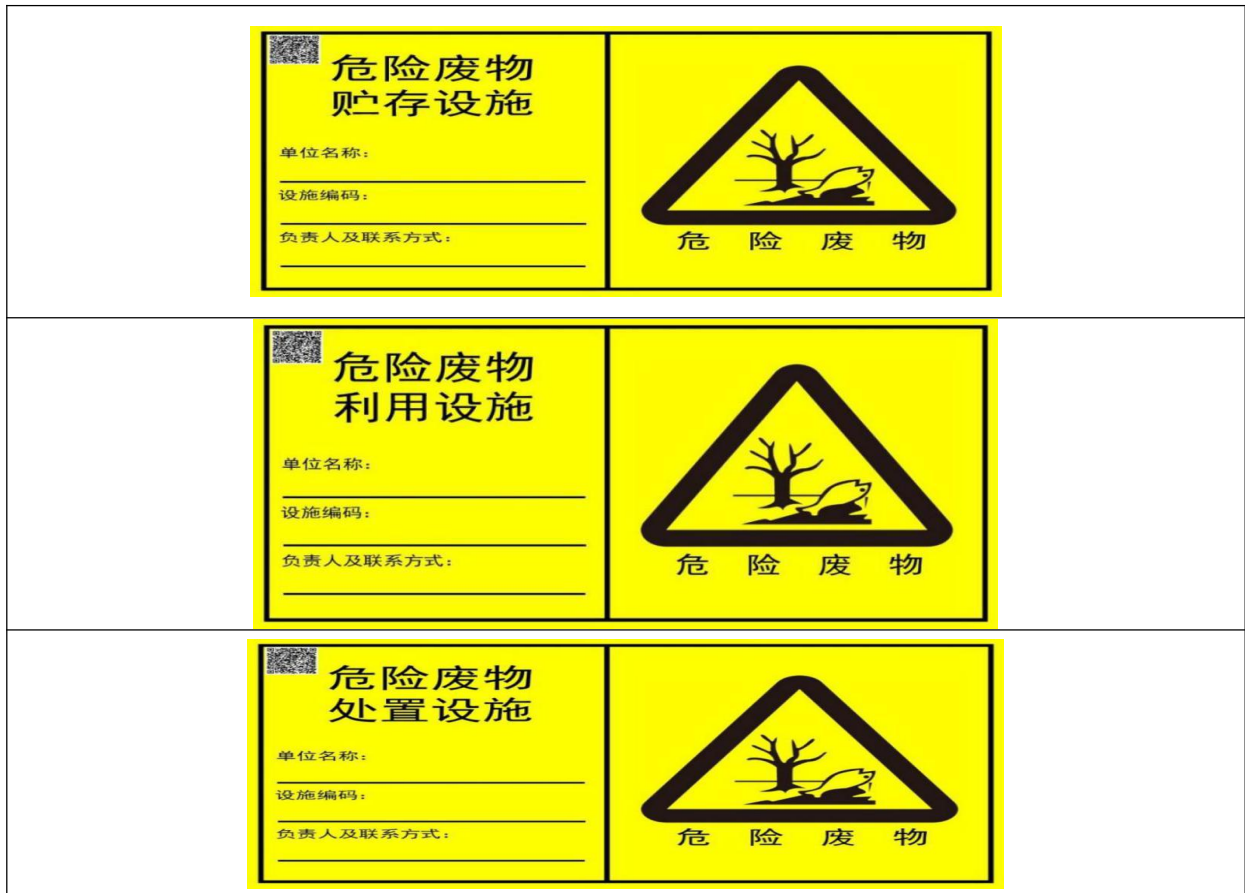 危险废物
贮存设施
单位名称：
设施编码：
负责人及联系方式：
危险废物
危险废物
利用设施
单位名称：
设施编码：
负责人及联系方式：
危险废物
危险废物
处置设施
单位名称：
设施编码：
负责人及联系方式：
危险废物